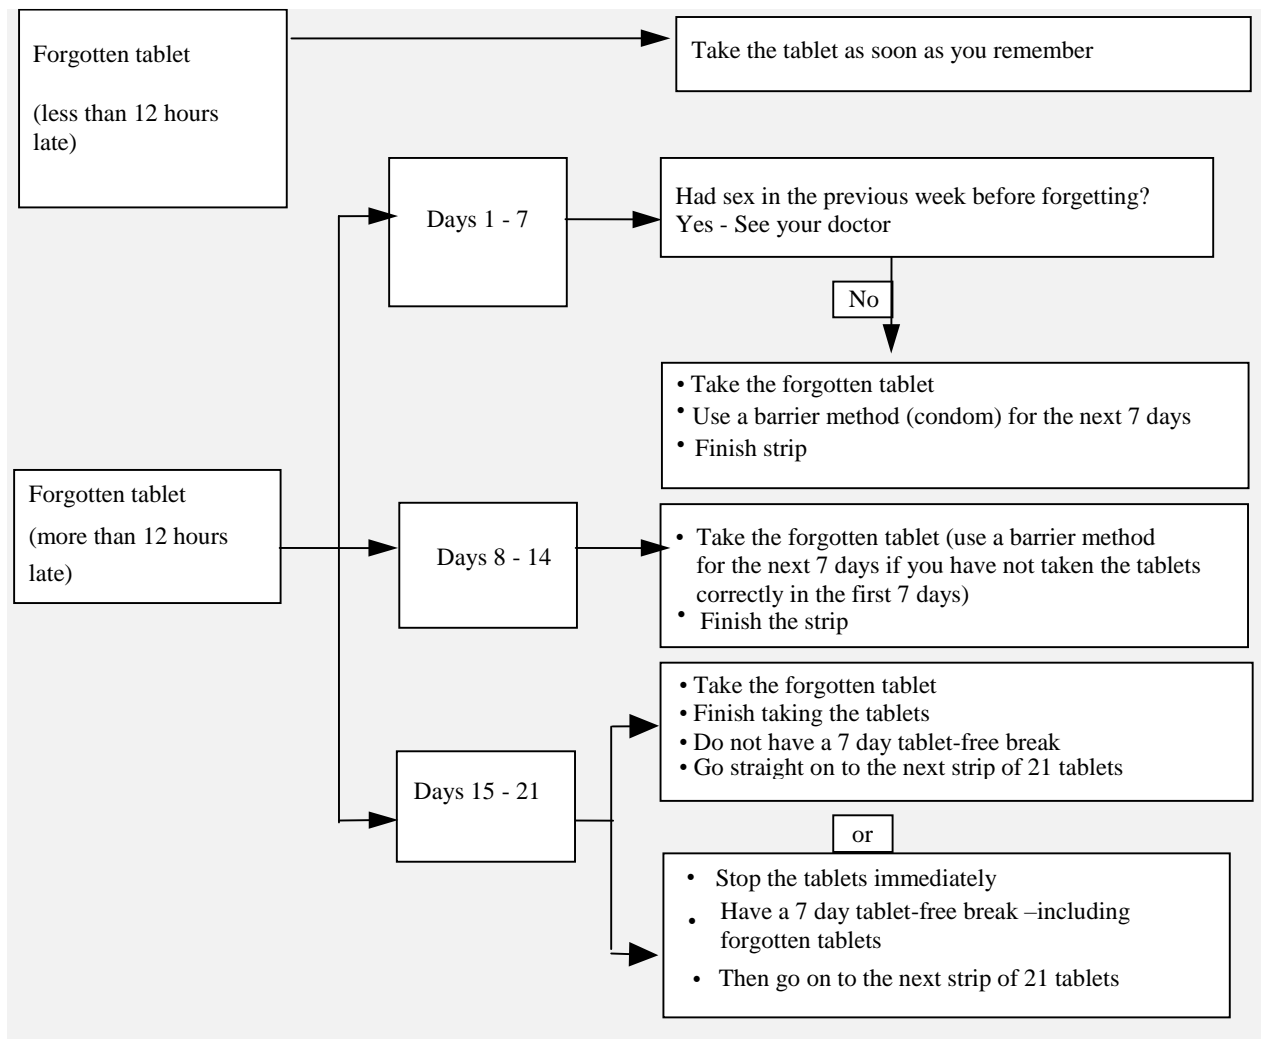 Forgotten tablet
(less than 12 hours
late)
Take the tablet as soon as you remember
Days 1 - 7
Had sex in the previous week before forgetting?
Yes - See your doctor
No
• Take the forgotten tablet
• Use a barrier method (condom) for the next 7 days
• Finish strip
Forgotten tablet
(more than 12 hours
late)
Days 8 - 14
• Take the forgotten tablet (use a barrier method
for the next 7 days if you have not taken the tablets
correctly in the first 7 days)
• Finish the strip
Days 15 - 21
• Take the forgotten tablet
• Finish taking the tablets
• Do not have a 7 day tablet-free break
• Go straight on to the next strip of 21 tablets
or
• Stop the tablets immediately
• Have a 7 day tablet-free break –including
forgotten tablets
• Then go on to the next strip of 21 tablets